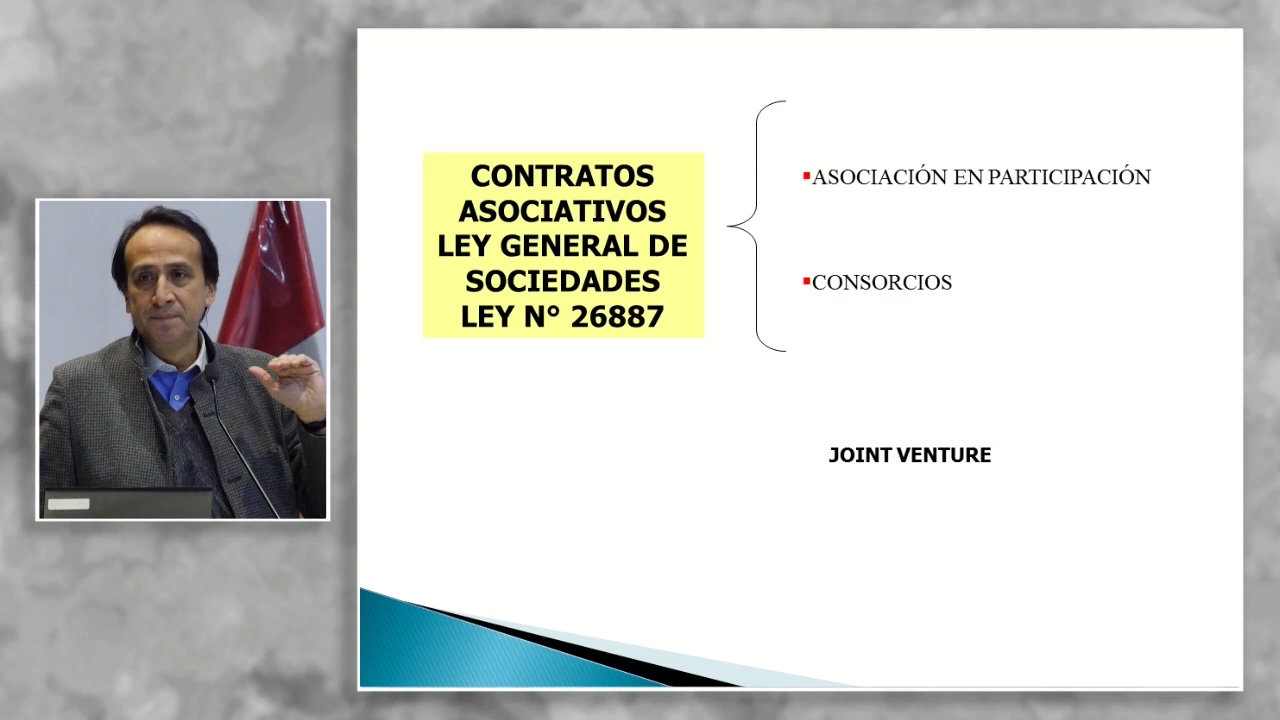 CONTRATOS
ASOCIATIVOS
LEY GENERAL DE
SOCIEDADES
LEY N° 26887
ASOCIACIÓN EN PARTICIPACIÓN
CONSORCIOS
JOINT VENTURE